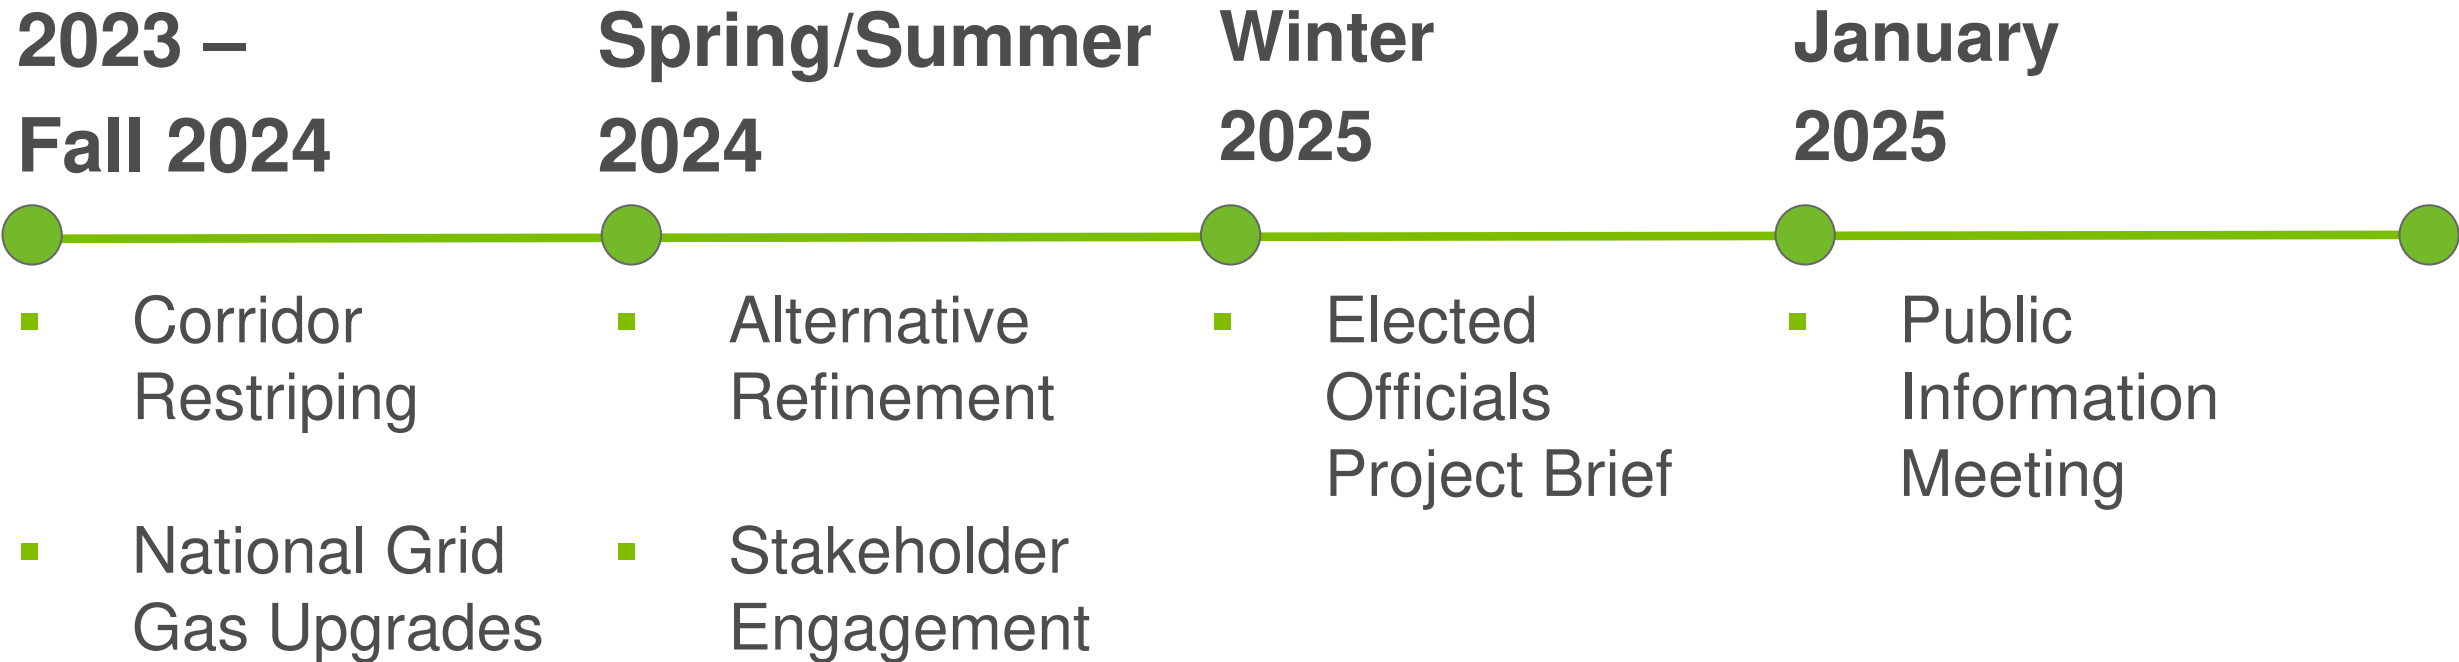 2023 –
Fall 2024
Spring/Summer
2024
Winter
2025
January
2025
▪ Corridor
Restriping
▪ National Grid
Gas Upgrades
▪ Alternative
Refinement
▪ Stakeholder
Engagement
▪ Elected
Officials
Project Brief
▪ Public
Information
Meeting